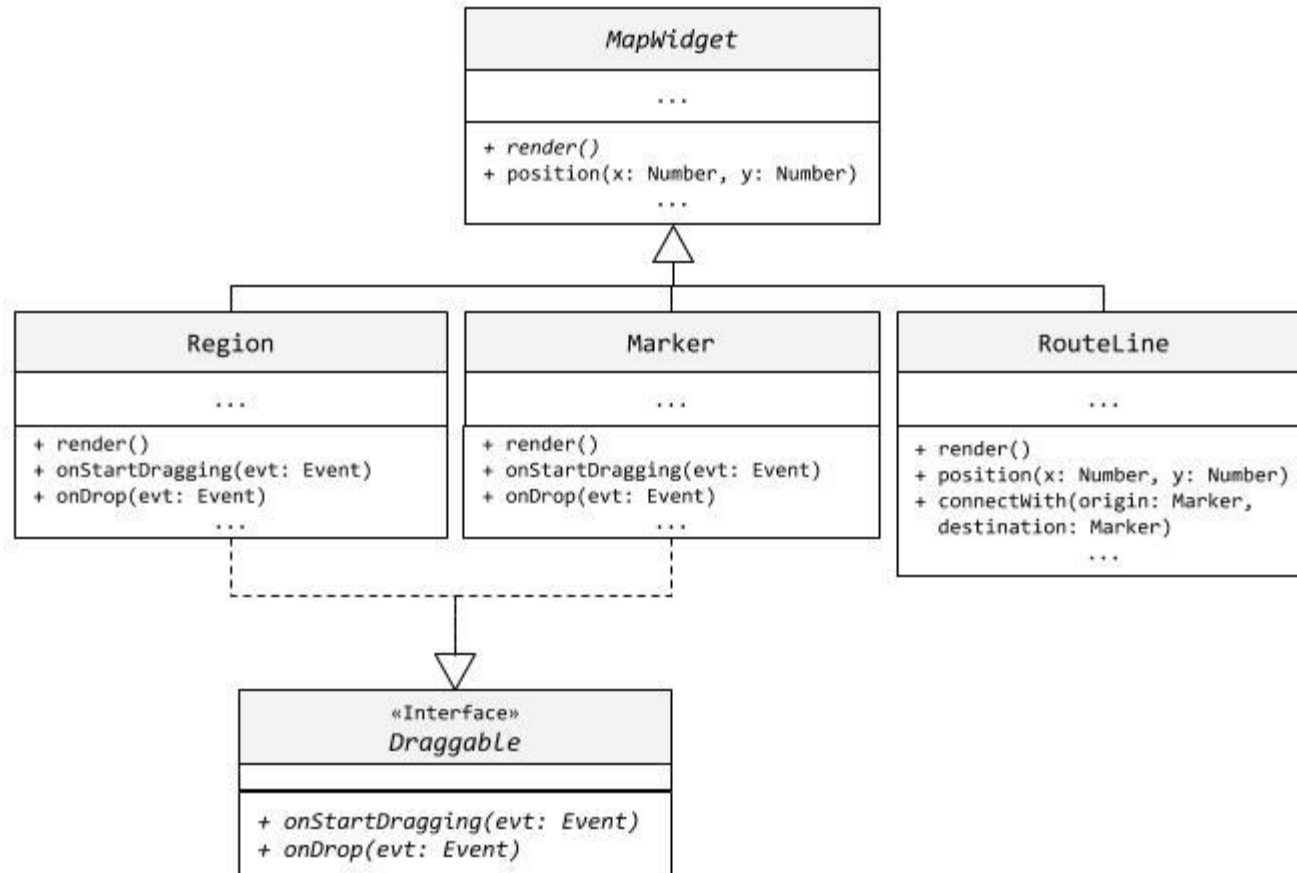 MapWidget
...
+ render()
+ position(x: Number, y: Number)
...
Region
...
+ render()
+ onStartDragging(evt: Event)
+ onDrop(evt: Event)
...
Marker
...
+ render()
+ onStartDragging(evt: Event)
+ onDrop(evt: Event)
...
RouteLine
...
+ render()
+ position(x: Number, y: Number)
+ connectWith(origin: Marker,
destination: Marker)
...
«Interface»
Draggable
+ onStartDragging(evt: Event)
+ onDrop(evt: Event)